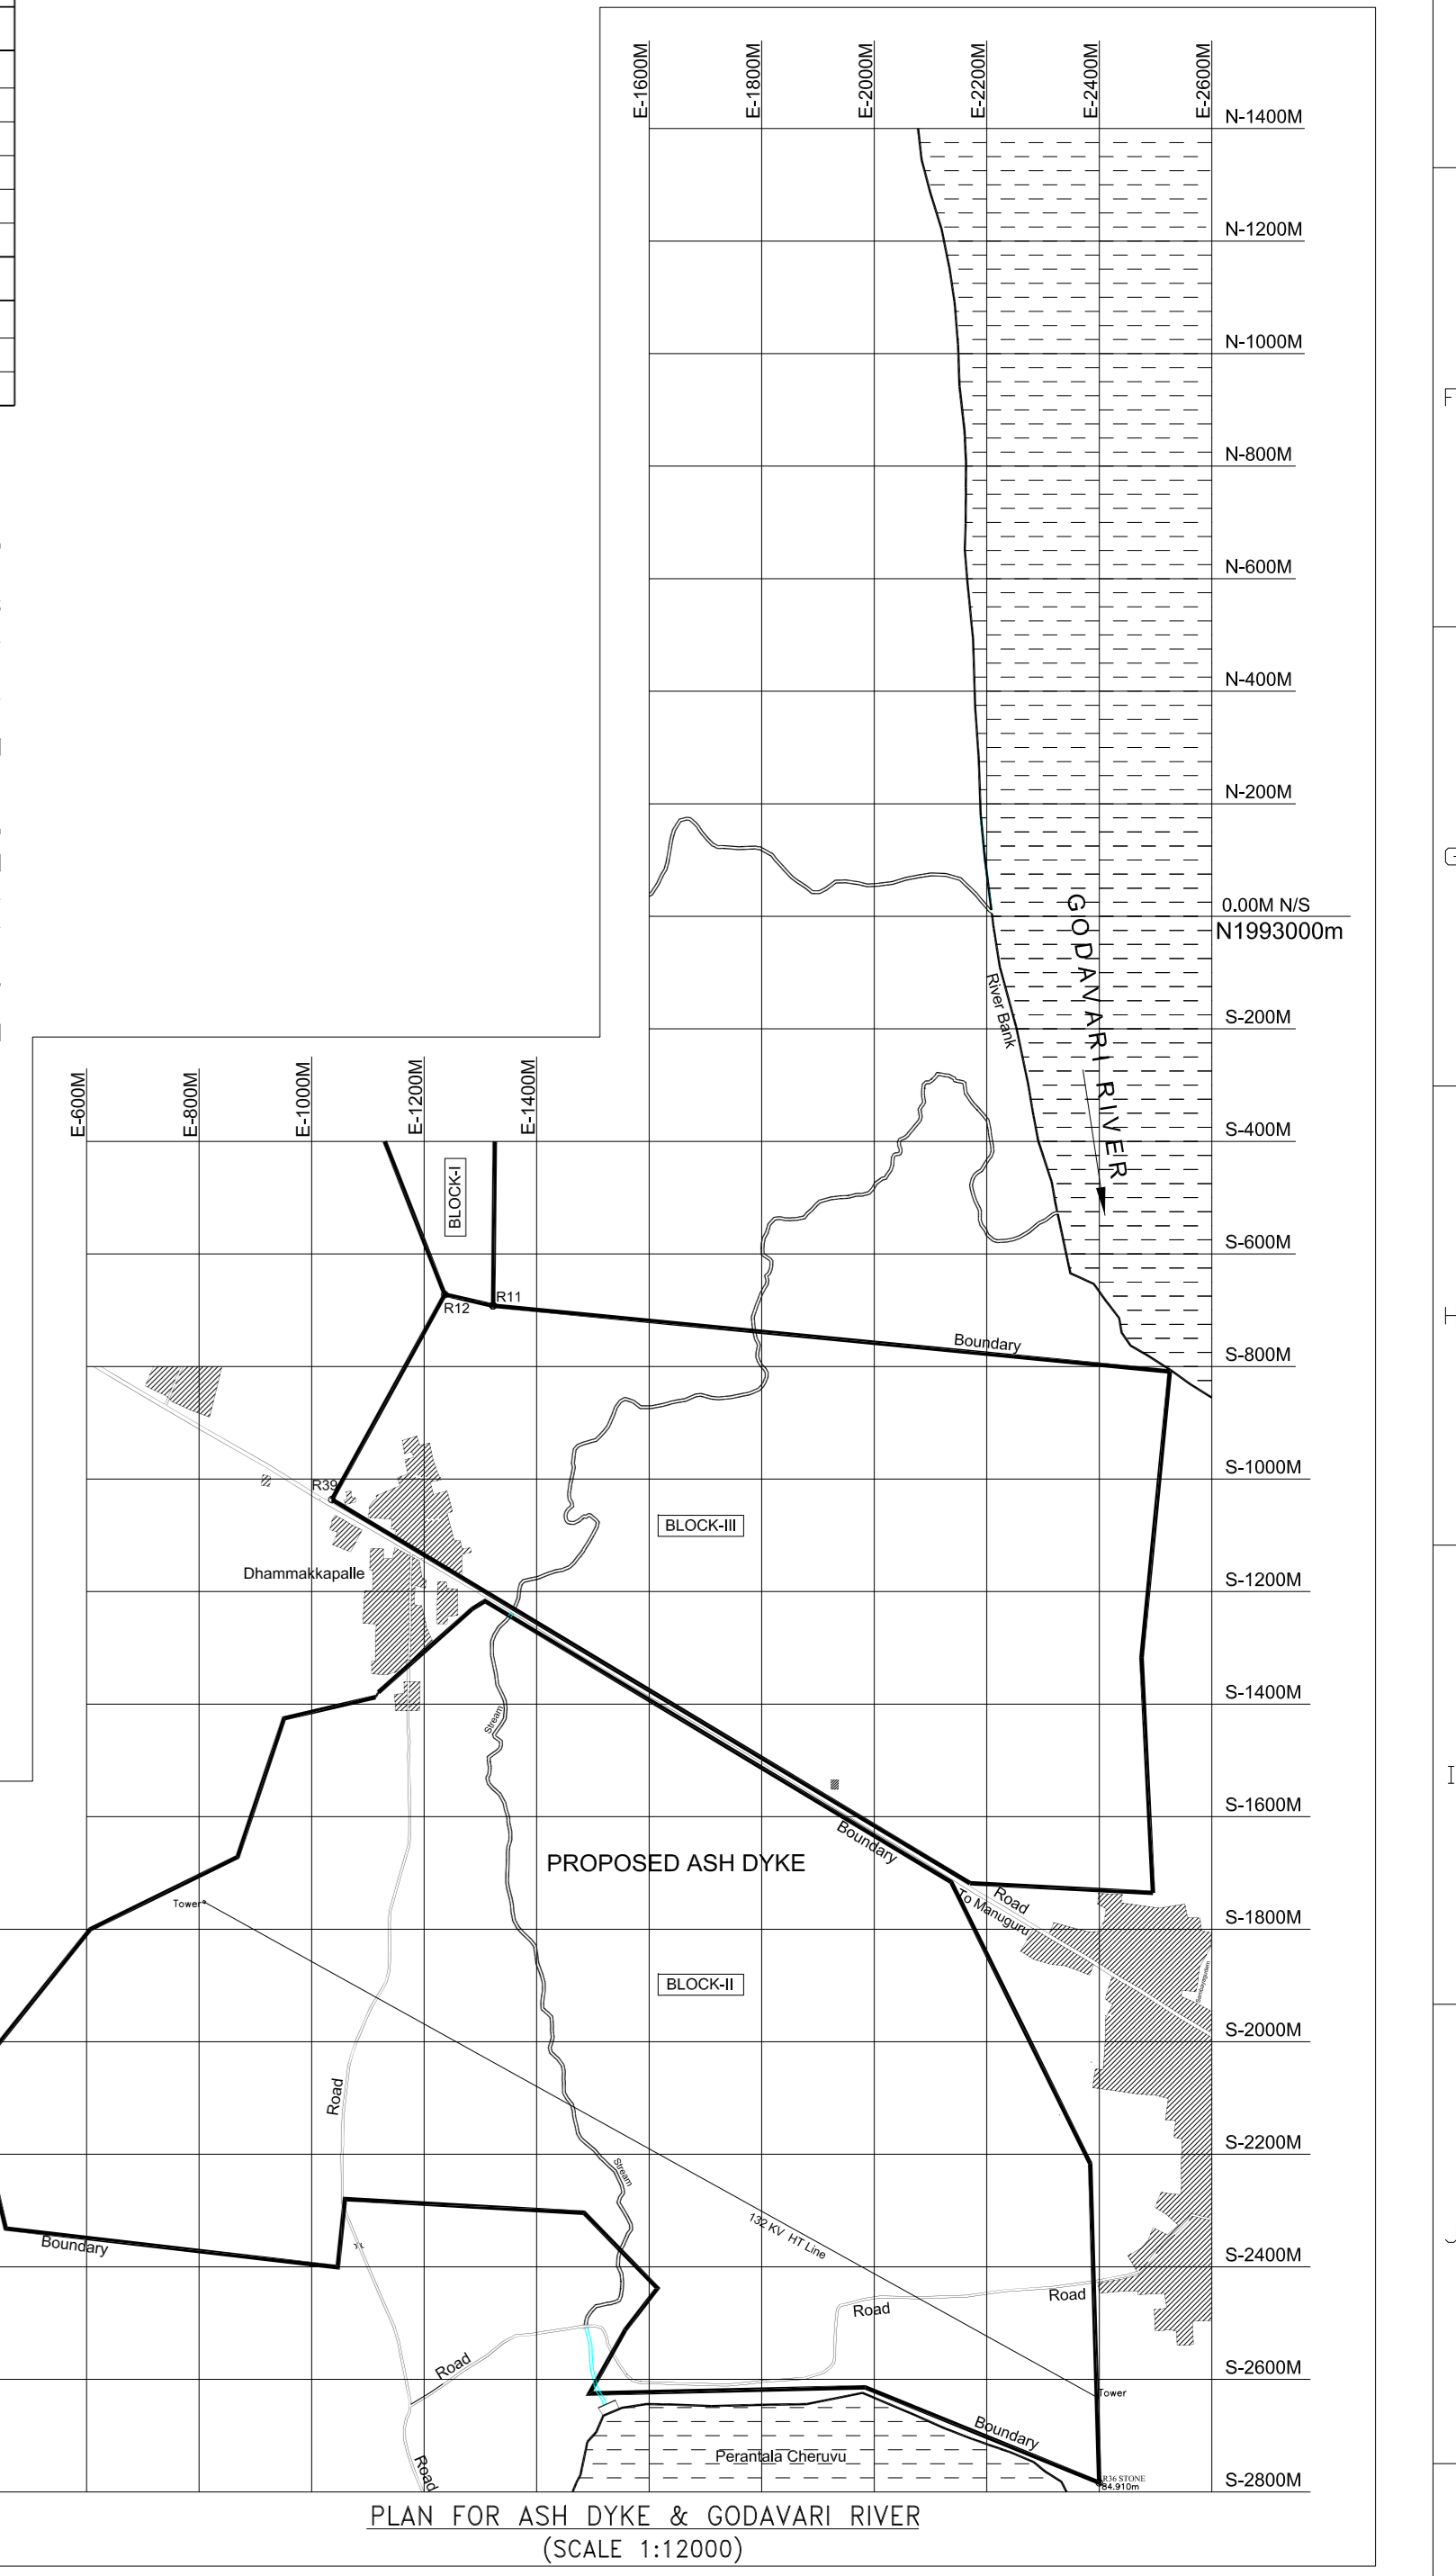 E-1600M
E-1800M
E-2000M
E-2200M
E-2400M
E-2600M
N-1400M
N-1200M
N-1000M
F
N-800M
N-600M
N-400M
N-200M
G
0.00M N/S
N1993000m
GODAVARI RIVER
River Bank
S-200M
E-600M
E-800M
E-1000M
E-1200M
E-1400M
S-400M
BLOCK-I
S-600M
R11
R12
H
Boundary
S-800M
S-1000M
R39
BLOCK-III
Dhammakkapalle
S-1200M
S-1400M
Stream
I
S-1600M
Boundary
PROPOSED ASH DYKE
Road
To Manuguru
Tower
S-1800M
BLOCK-II
S-2000M
Road
S-2200M
Stream
132 KV HT Line
Boundary
S-2400M
Road
Road
Road
S-2600M
Tower
Boundary
Perantala Cheruvu
Road
R36 STONE
84.910m
S-2800M
PLAN FOR ASH DYKE & GODAVARI RIVER
(SCALE 1:12000)